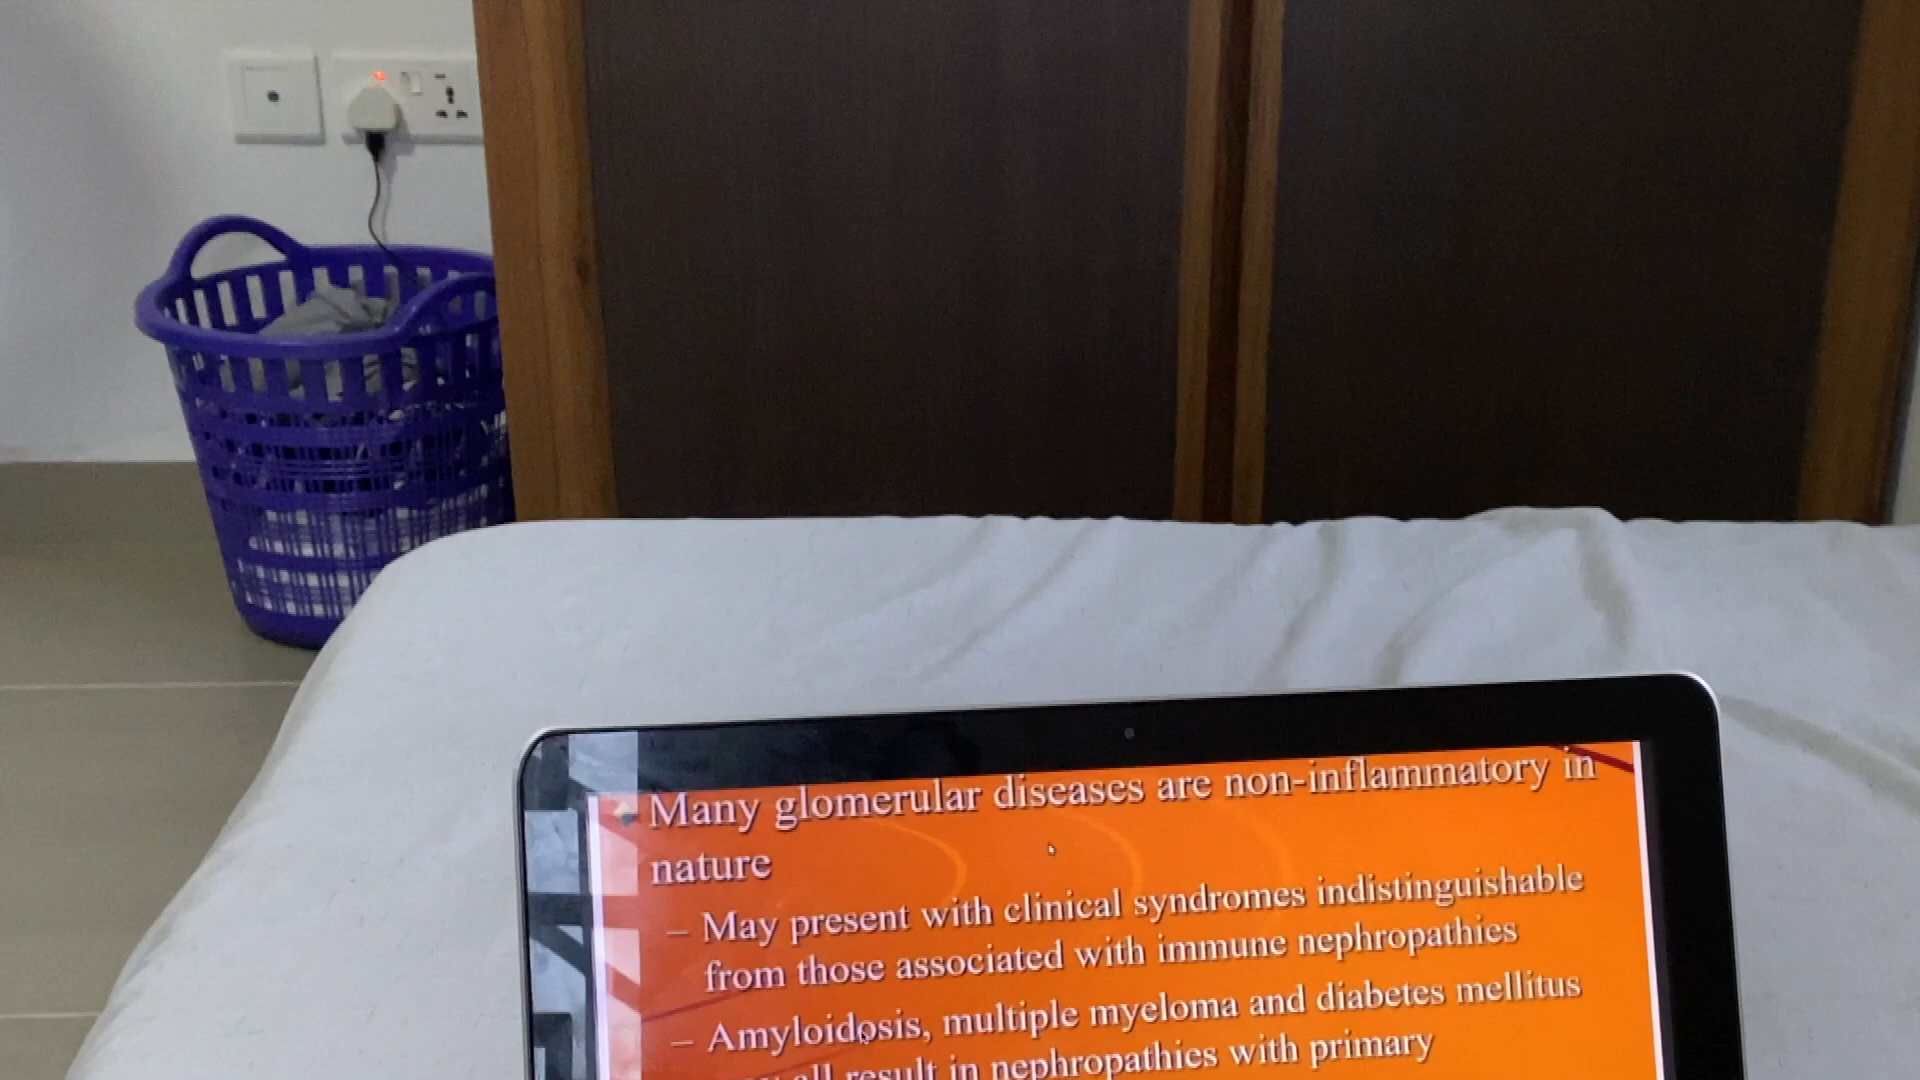 Many glomerular diseases are non-inflammatory in
nature
– May present with clinical syndromes indistinguishable
from those associated with immune nephropathies
– Amyloidosis, multiple myeloma and diabetes mellitus
all result in nephropathies with primary